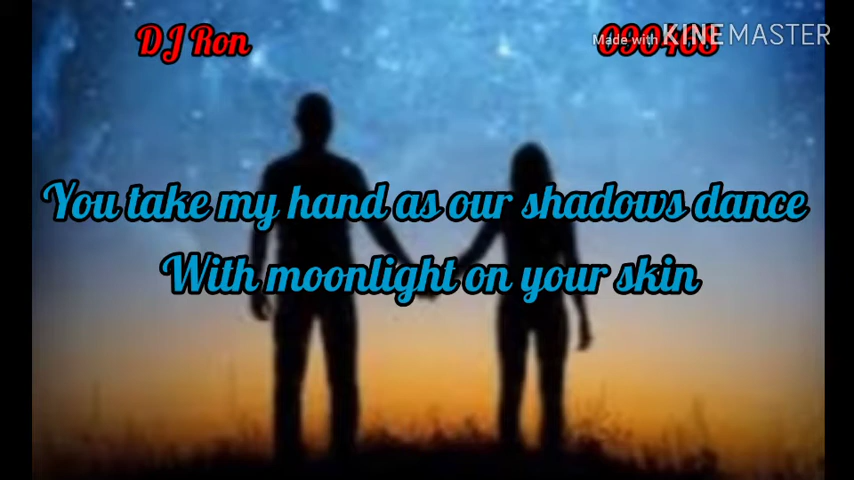 DJ Ron
Made with KINEMASTER
You take my hand as our shadows dance
With moonlight on your skin